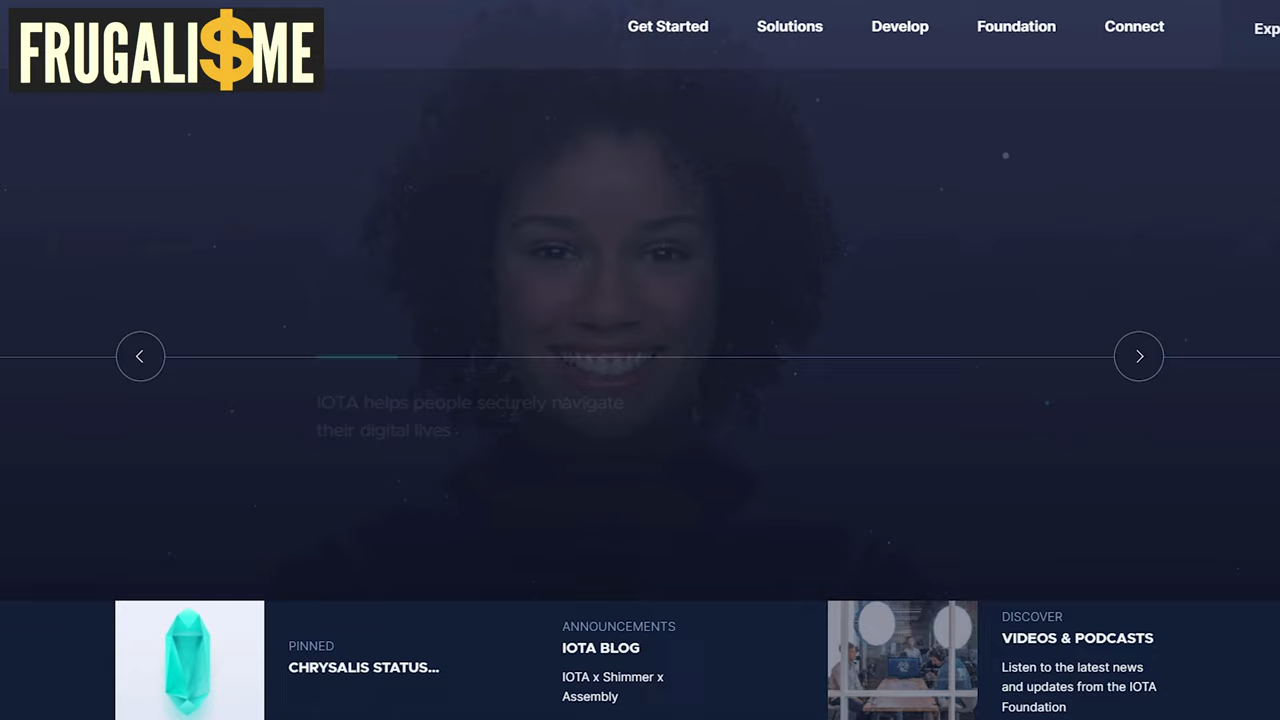 FRUGALI$ME
Get Started
Solutions
Develop
Foundation
Connect
Exp
IOTA helps people securely navigate
their digital lives
PINNED
CHRYSALIS STATUS...
ANNOUNCEMENTS
IOTA BLOG
IOTA x Shimmer x
Assembly
DISCOVER
VIDEOS & PODCASTS
Listen to the latest news
and updates from the IOTA
Foundation